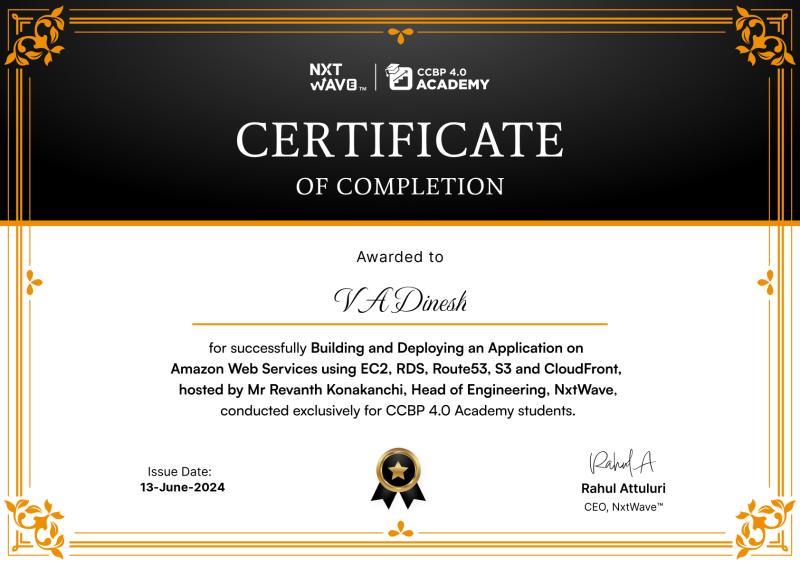 NXT WAVE™ | CCBP 4.0 ACADEMY
CERTIFICATE
OF COMPLETION
Awarded to
V A Dinesh
for successfully Building and Deploying an Application on
Amazon Web Services using EC2, RDS, Route53, S3 and CloudFront,
hosted by Mr Revanth Konakanchi, Head of Engineering, NxtWave,
conducted exclusively for CCBP 4.0 Academy students.
Issue Date:
13-June-2024
Rahul A
Rahul Attuluri
CEO, NxtWave™